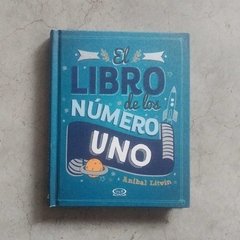 El
LIBRO
de los
NÚMERO
UNO
Aníbal Litvin
V&R